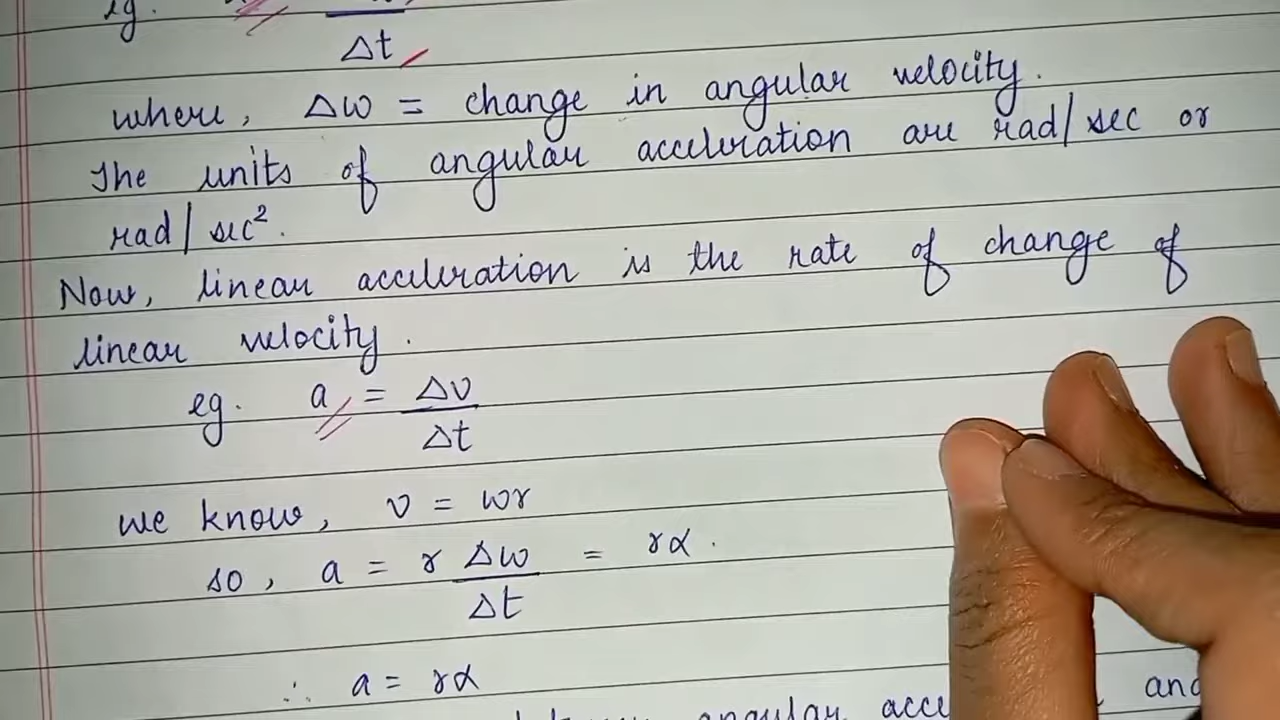 eg.
Δt
where, Δω = change in angular velocity.
The units of angular acceleration are rad/sec or
rad/sec².
Now, linear acceleration is the rate of change of
linear velocity.
eg. a = Δv
Δt
we know, v = ωr
so, a = r Δω = rα.
Δt
∴ a = rα
angular and